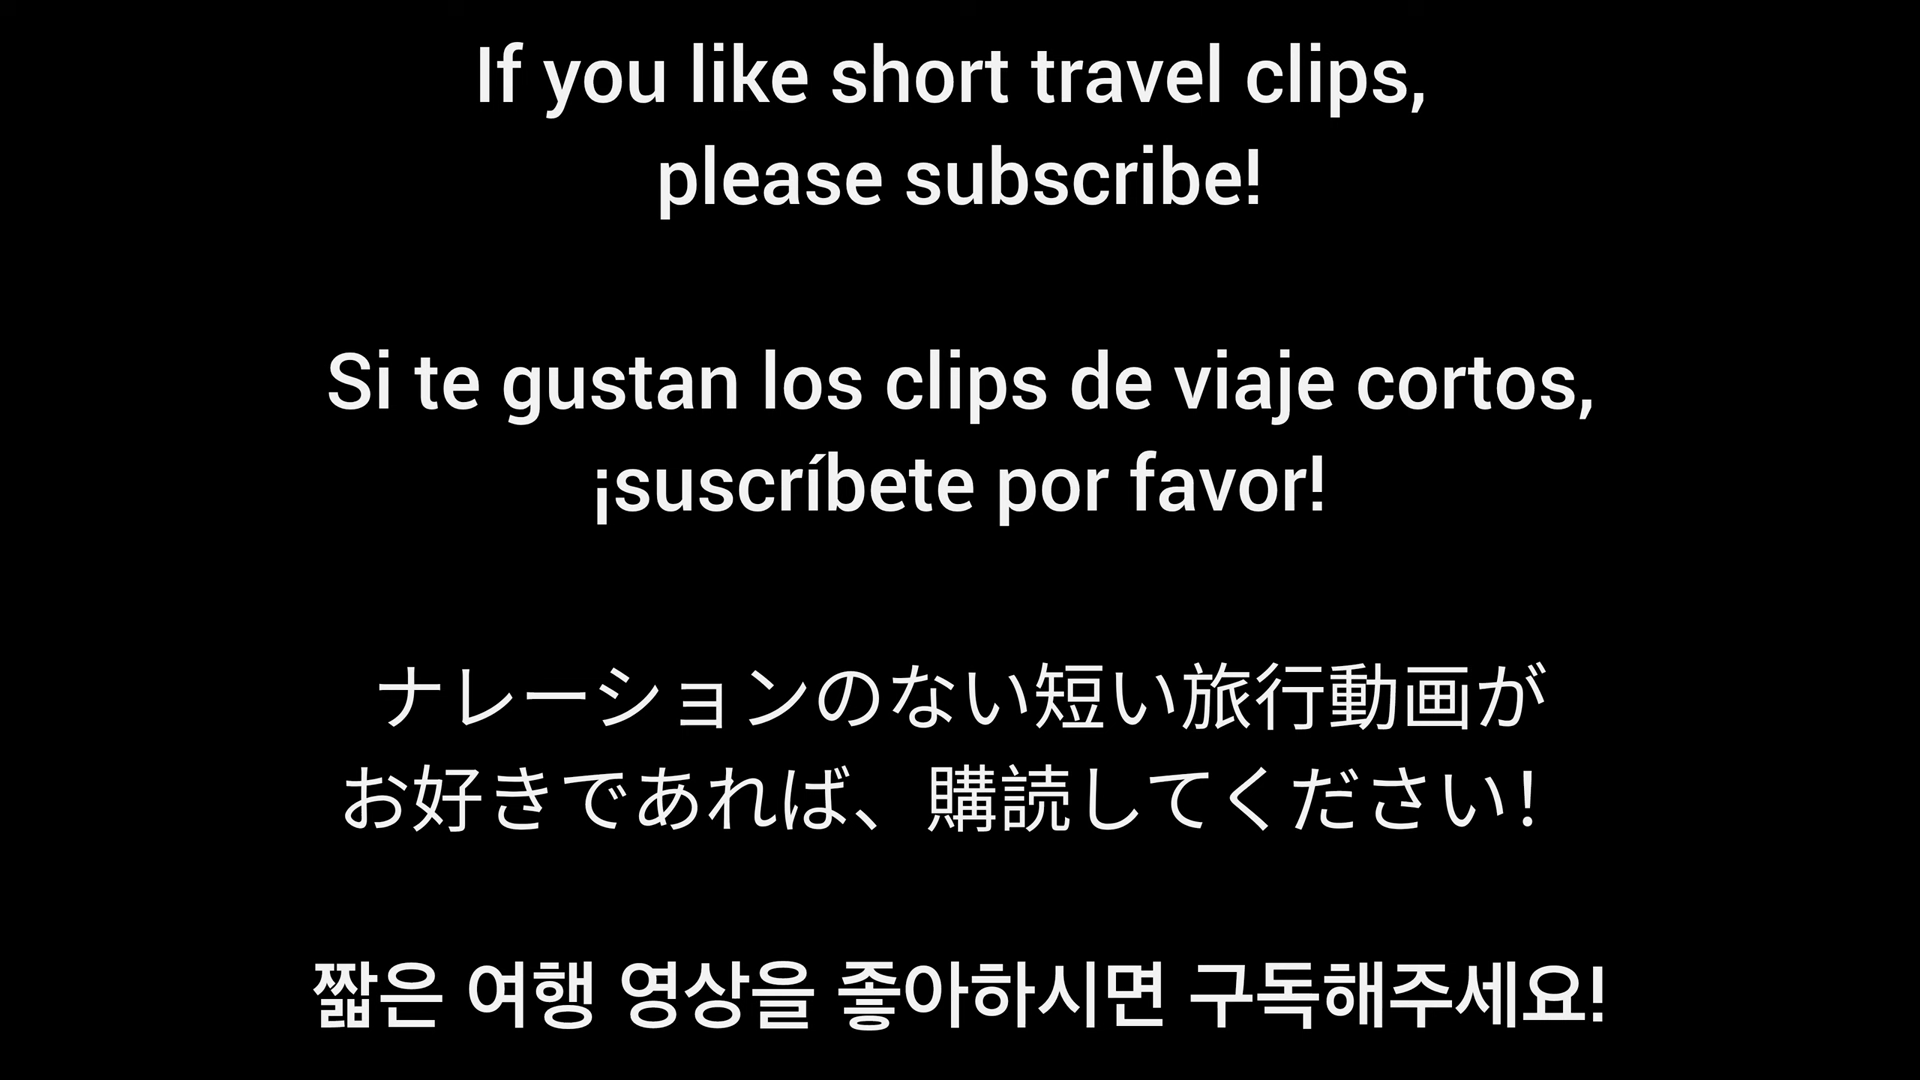 If you like short travel clips,
please subscribe!
Si te gustan los clips de viaje cortos,
¡suscríbete por favor!
ナレーションのない短い旅行動画が
お好きであれば、購読してください!
짧은 여행 영상을 좋아하시면 구독해주세요!